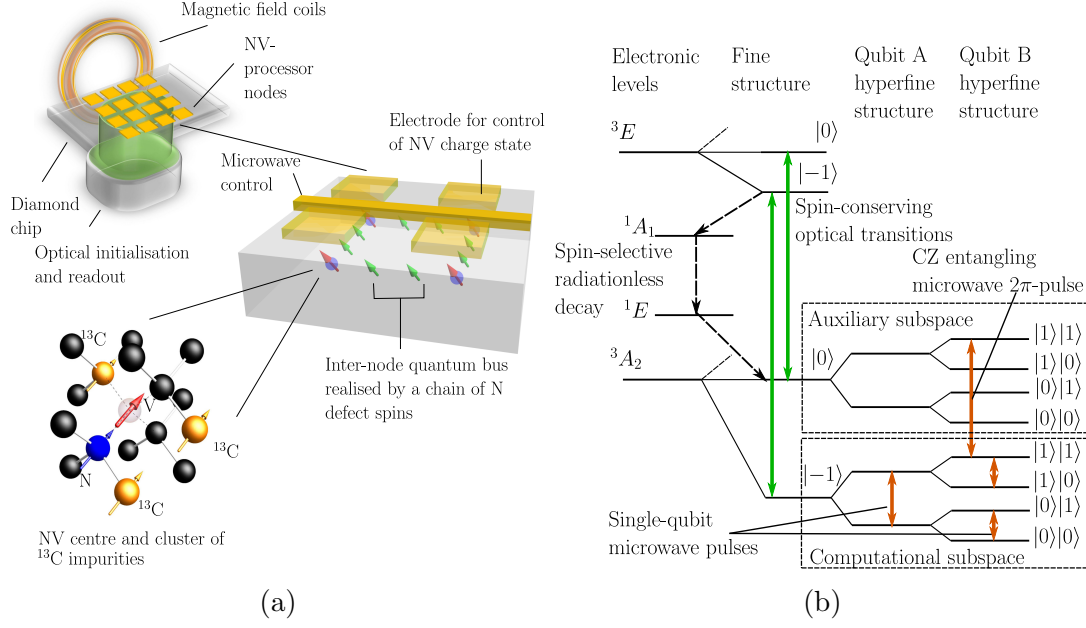 Magnetic field coils
NV-
processor
nodes
Electrode for control
of NV charge state
Microwave
control
Diamond
chip
Optical initialisation
and readout
Inter-node quantum bus
realised by a chain of N
defect spins
¹³C
V
¹³C
N
¹³C
NV centre and cluster of
¹³C impurities
(a)
Electronic
levels
Fine
structure
Qubit A
hyperfine
structure
Qubit B
hyperfine
structure
³E
|0⟩
|−1⟩
¹A₁
Spin-conserving
optical transitions
Spin-selective
radiationless
decay
CZ entangling
microwave 2π-pulse
¹E
Auxiliary subspace
³A₂
|0⟩
|1⟩|1⟩
|1⟩|0⟩
|0⟩|1⟩
|0⟩|0⟩
|−1⟩
|1⟩|1⟩
|1⟩|0⟩
|0⟩|1⟩
|0⟩|0⟩
Single-qubit
microwave pulses
Computational subspace
(b)